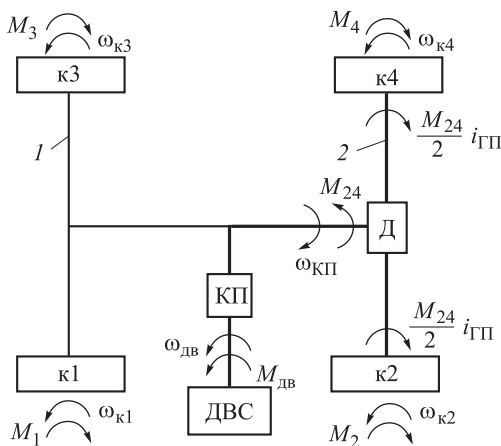 M₃ ωк3
M₄ ωк4
к3
к4
1
2
M₂₄/2 iГП
M₂₄
Д
ωКП
КП
M₂₄/2 iГП
ωдв
Mдв
к1
к2
ДВС
M₁ ωк1
M₂ ωк2